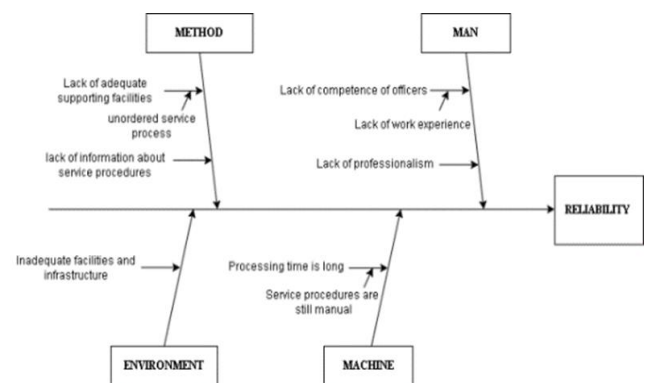 METHOD
MAN
Lack of adequate
supporting facilities
unordered service
process
lack of information about
service procedures
Lack of competence of officers
Lack of work experience
Lack of professionalism
RELIABILITY
Inadequate facilities and
infrastructure
Processing time is long
Service procedures are
still manual
ENVIRONMENT
MACHINE